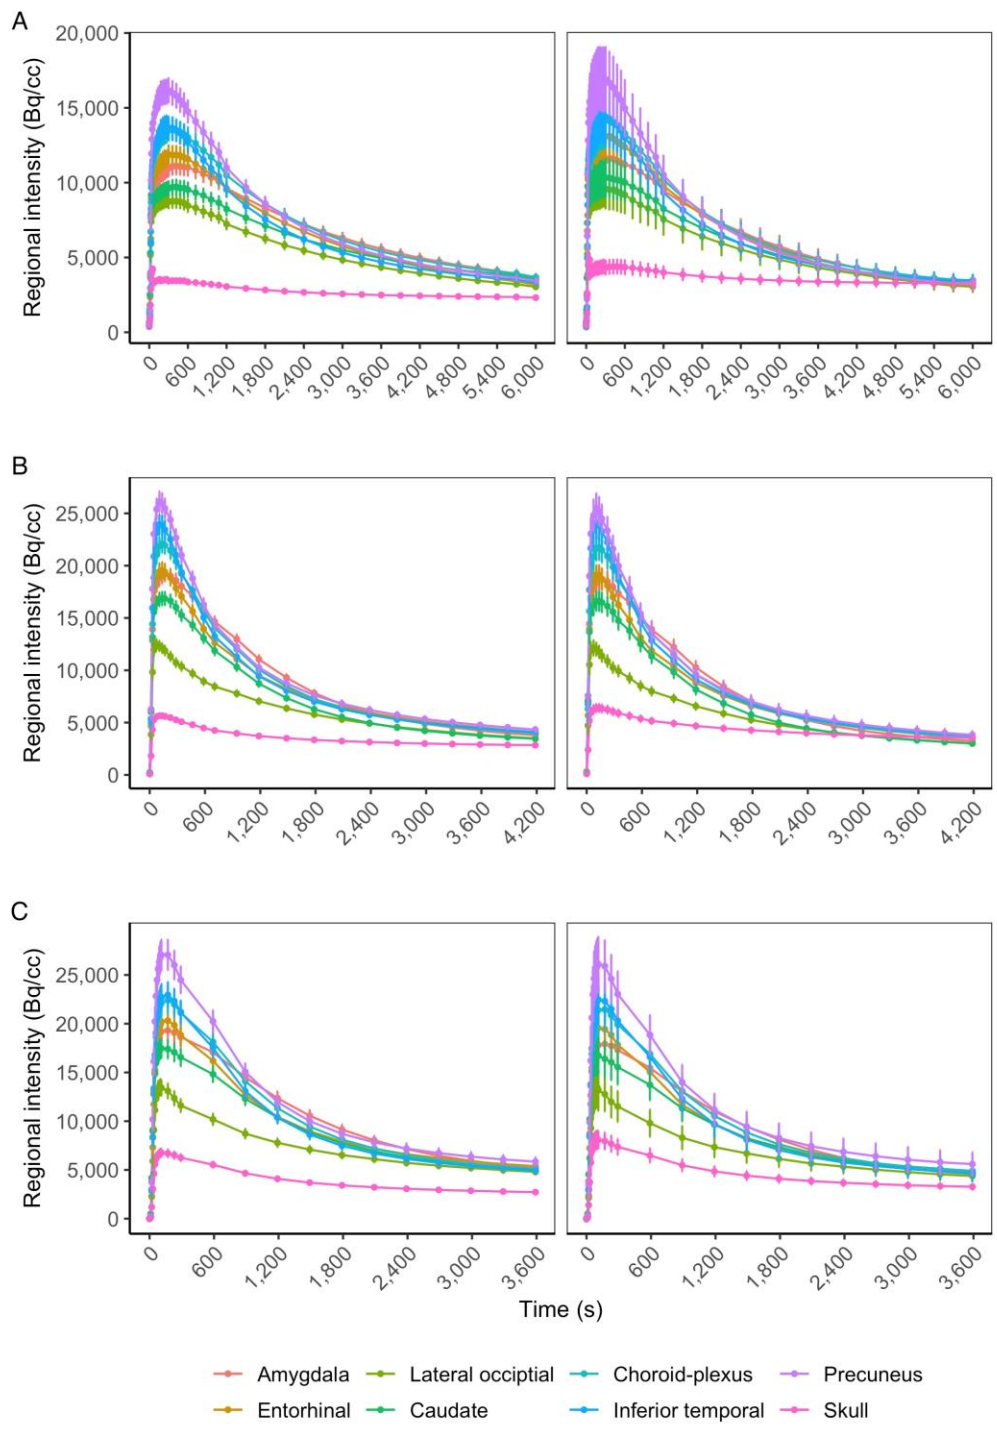 A
Regional intensity (Bq/cc)
20,000
15,000
10,000
5,000
0
0 600 1,200 1,800 2,400 3,000 3,600 4,200 4,800 5,400 6,000
0 600 1,200 1,800 2,400 3,000 3,600 4,200 4,800 5,400 6,000
B
Regional intensity (Bq/cc)
25,000
20,000
15,000
10,000
5,000
0
0 600 1,200 1,800 2,400 3,000 3,600 4,200
0 600 1,200 1,800 2,400 3,000 3,600 4,200
C
Regional intensity (Bq/cc)
25,000
20,000
15,000
10,000
5,000
0
0 600 1,200 1,800 2,400 3,000 3,600
0 600 1,200 1,800 2,400 3,000 3,600
Time (s)
Amygdala Lateral occiptial Choroid-plexus Precuneus
Entorhinal Caudate Inferior temporal Skull